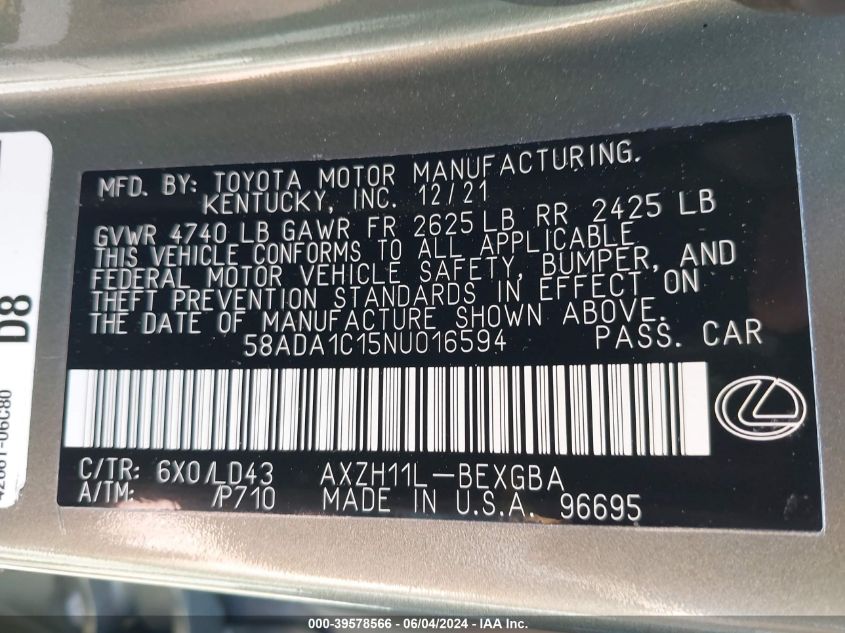 MFD. BY: TOYOTA MOTOR MANUFACTURING.
KENTUCKY, INC. 12/21
GVWR 4740 LB GAWR FR 2625 LB RR 2425 LB
THIS VEHICLE CONFORMS TO ALL APPLICABLE
FEDERAL MOTOR VEHICLE SAFETY, BUMPER, AND
THEFT PREVENTION STANDARDS IN EFFECT ON
THE DATE OF MANUFACTURE SHOWN ABOVE.
58ADA1C15NU016594 PASS. CAR
C/TR: 6X0/LD43 AXZH11L-BEXGBA
A/TM: /P710 MADE IN U.S.A. 96695
D8
000-39578566 - 06/04/2024 - IAA Inc.